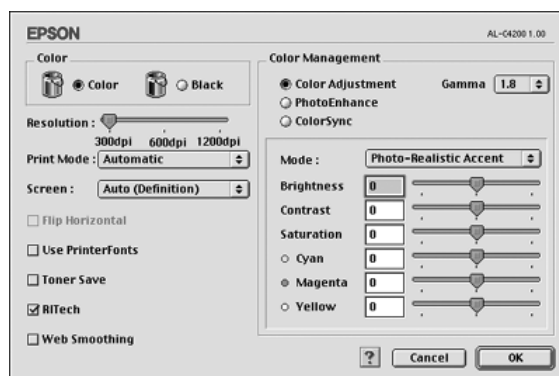 EPSON
AL-C4200 1.00
Color
Color
Black
Resolution :
300dpi 600dpi 1200dpi
Print Mode : Automatic
Screen : Auto (Definition)
Flip Horizontal
Use PrinterFonts
Toner Save
RITech
Web Smoothing
Color Management
Color Adjustment
Gamma 1.8
PhotoEnhance
ColorSync
Mode : Photo-Realistic Accent
Brightness 0
Contrast 0
Saturation 0
Cyan 0
Magenta 0
Yellow 0
? Cancel OK